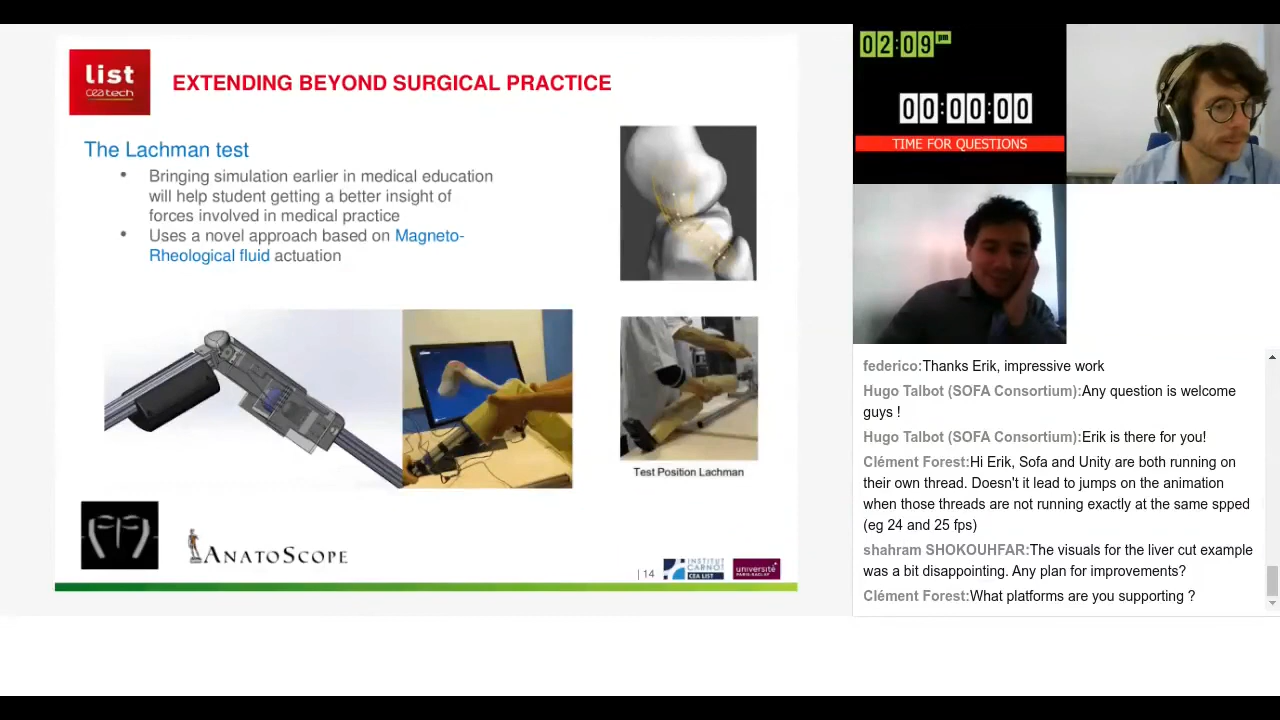 list
ceatech
EXTENDING BEYOND SURGICAL PRACTICE
The Lachman test
• Bringing simulation earlier in medical education
will help student getting a better insight of
forces involved in medical practice
• Uses a novel approach based on Magneto-
Rheological fluid actuation
Test Position Lachman
ANATOSCOPE
| 14
INSTITUT
CARNOT
CEA LIST
université
PARIS-SACLAY
02:09 pm
00:00:00
TIME FOR QUESTIONS
federico:Thanks Erik, impressive work
Hugo Talbot (SOFA Consortium):Any question is welcome
guys !
Hugo Talbot (SOFA Consortium):Erik is there for you!
Clément Forest:Hi Erik, Sofa and Unity are both running on
their own thread. Doesn't it lead to jumps on the animation
when those threads are not running exactly at the same spped
(eg 24 and 25 fps)
shahram SHOKOUHFAR:The visuals for the liver cut example
was a bit disappointing. Any plan for improvements?
Clément Forest:What platforms are you supporting ?